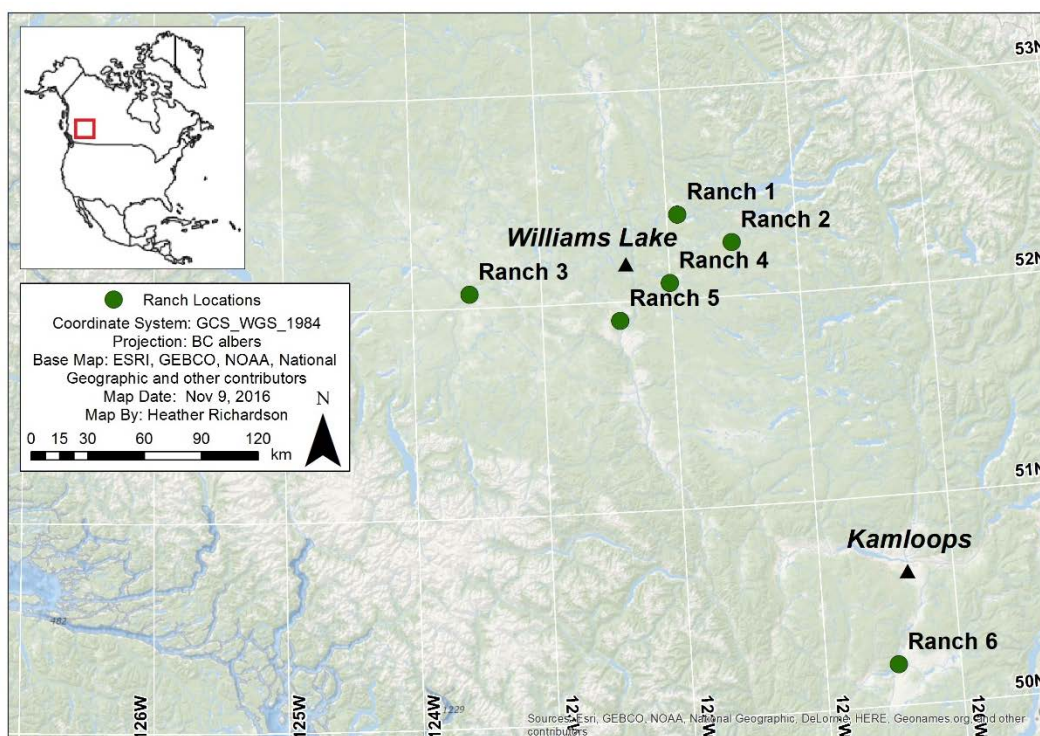 53N
Ranch 1
Ranch 2
Williams Lake
Ranch 4
Ranch 3
52N
Ranch 5
Ranch Locations
Coordinate System: GCS_WGS_1984
Projection: BC albers
Base Map: ESRI, GEBCO, NOAA, National
Geographic and other contributors
Map Date: Nov 9, 2016
Map By: Heather Richardson
N
0 15 30 60 90 120
km
51N
Kamloops
482
Ranch 6
50N
126W
125W
124W
1229
Sources: Esri, GEBCO, NOAA, National Geographic, DeLorme, HERE, Geonames.org, and other
contributors